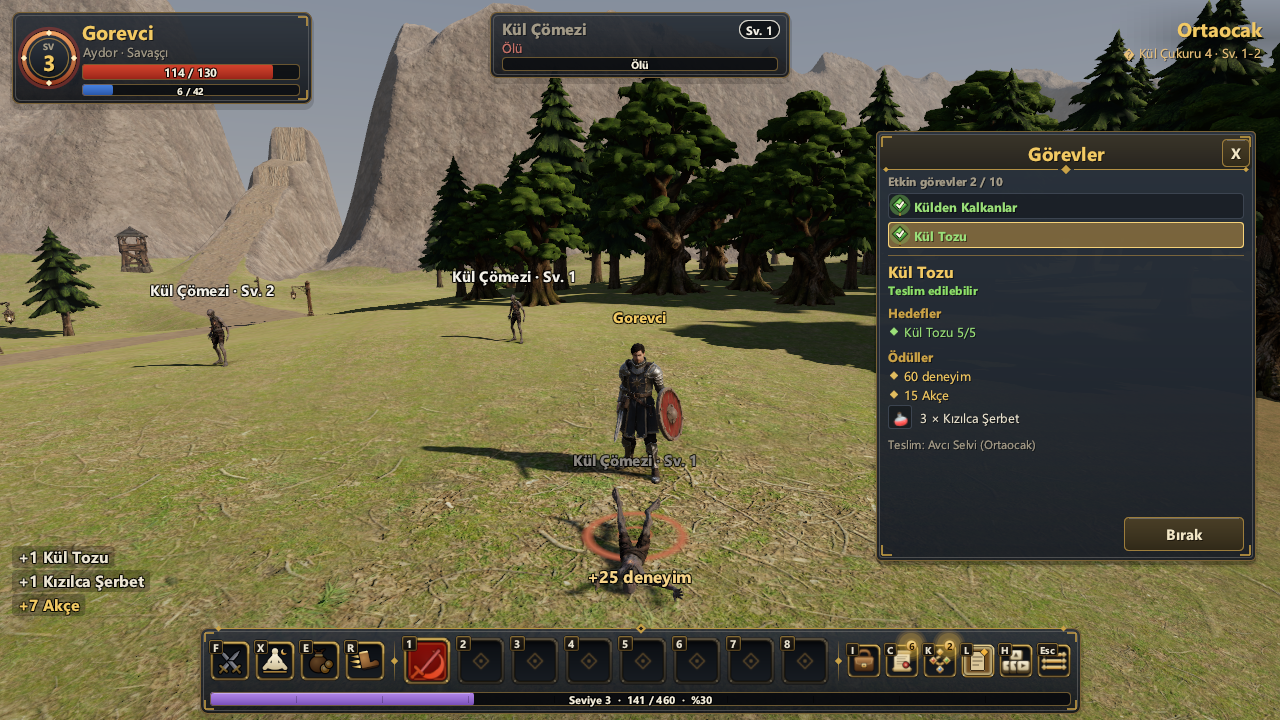 SV
3
Gorevci
Aydor · Savaşçı
114 / 130
6 / 42
Kül Çömezi
Sv. 1
Ölü
Ölü
Ortaocak
Kül Çukuru 4 · Sv. 1-2
Görevler
X
Etkin görevler 2 / 10
Külden Kalkanlar
Kül Tozu
Kül Tozu
Teslim edilebilir
Hedefler
Kül Tozu 5/5
Ödüller
60 deneyim
15 Akçe
3 × Kızılca Şerbet
Teslim: Avcı Selvi (Ortaocak)
Bırak
Kül Çömezi · Sv. 2
Kül Çömezi · Sv. 1
Gorevci
Kül Çömezi · Sv. 1
+25 deneyim
+1 Kül Tozu
+1 Kızılca Şerbet
+7 Akçe
F X E R 1 2 3 4 5 6 7 8 I C 6 K 2 L H Esc
Seviye 3 · 141 / 460 · %30